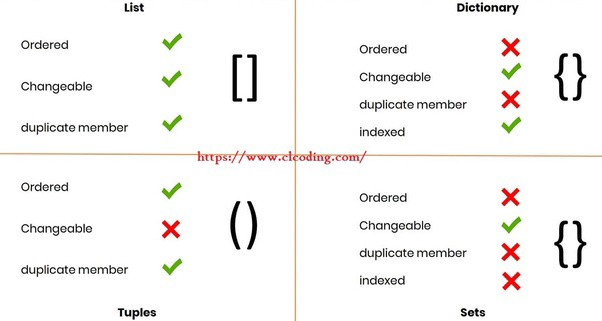 List
Ordered
Changeable
duplicate member
[]
Dictionary
Ordered
Changeable
duplicate member
indexed
{}
https://www.clcoding.com/
Ordered
Changeable
duplicate member
()
Tuples
Ordered
Changeable
duplicate member
indexed
{}
Sets